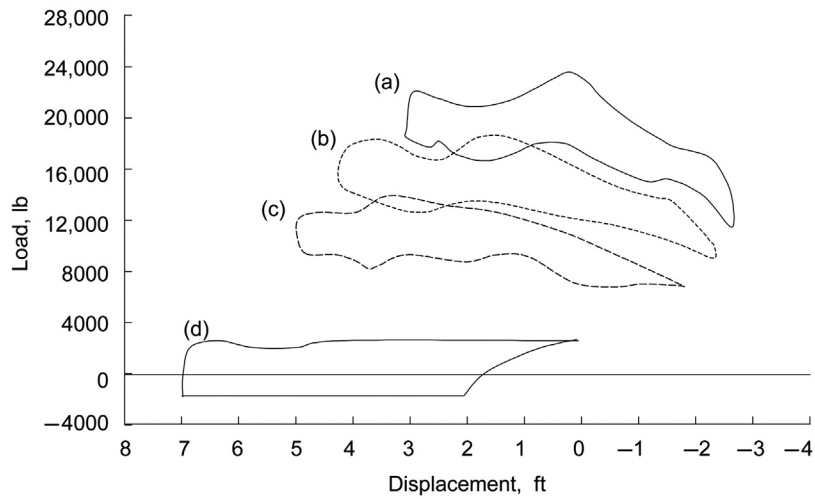 28,000
24,000
20,000
16,000
12,000
8000
4000
0
−4000
Load, lb
(a)
(b)
(c)
(d)
8 7 6 5 4 3 2 1 0 −1 −2 −3 −4
Displacement, ft